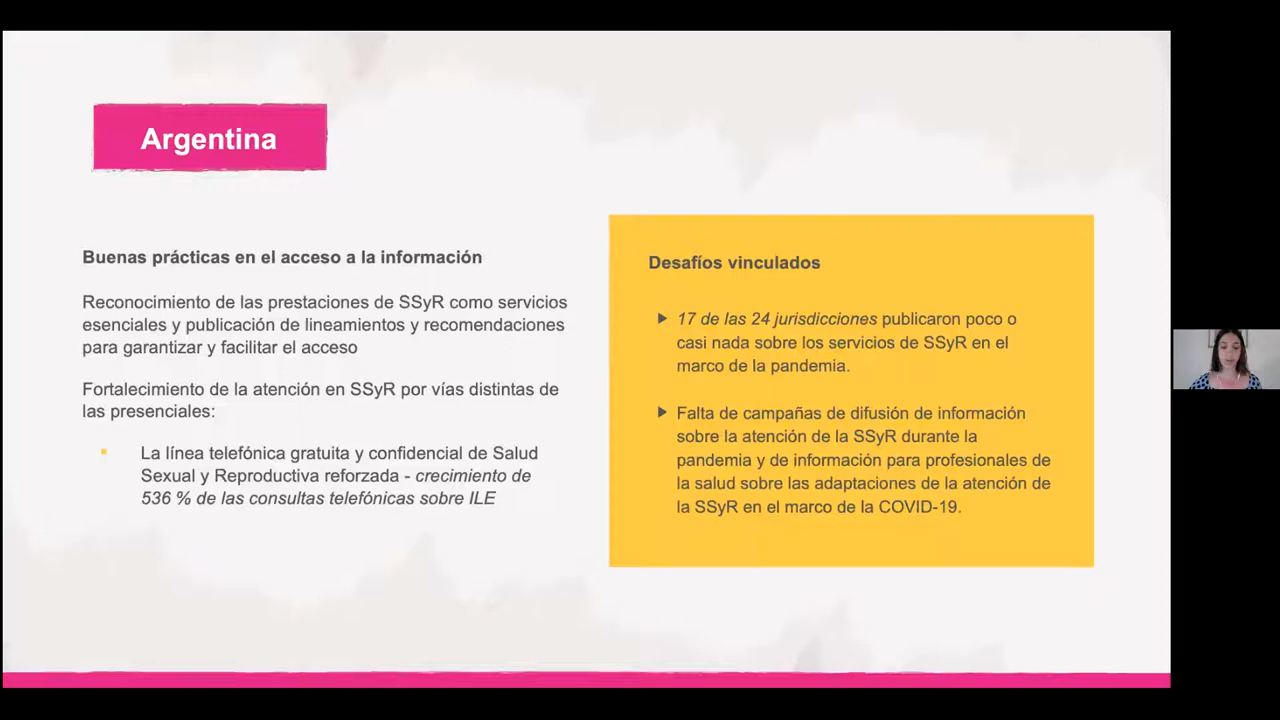 Argentina
Buenas prácticas en el acceso a la información
Reconocimiento de las prestaciones de SSyR como servicios
esenciales y publicación de lineamientos y recomendaciones
para garantizar y facilitar el acceso
Fortalecimiento de la atención en SSyR por vías distintas de
las presenciales:
La línea telefónica gratuita y confidencial de Salud
Sexual y Reproductiva reforzada - crecimiento de
536 % de las consultas telefónicas sobre ILE
Desafíos vinculados
17 de las 24 jurisdicciones publicaron poco o
casi nada sobre los servicios de SSyR en el
marco de la pandemia.
Falta de campañas de difusión de información
sobre la atención de la SSyR durante la
pandemia y de información para profesionales de
la salud sobre las adaptaciones de la atención de
la SSyR en el marco de la COVID-19.